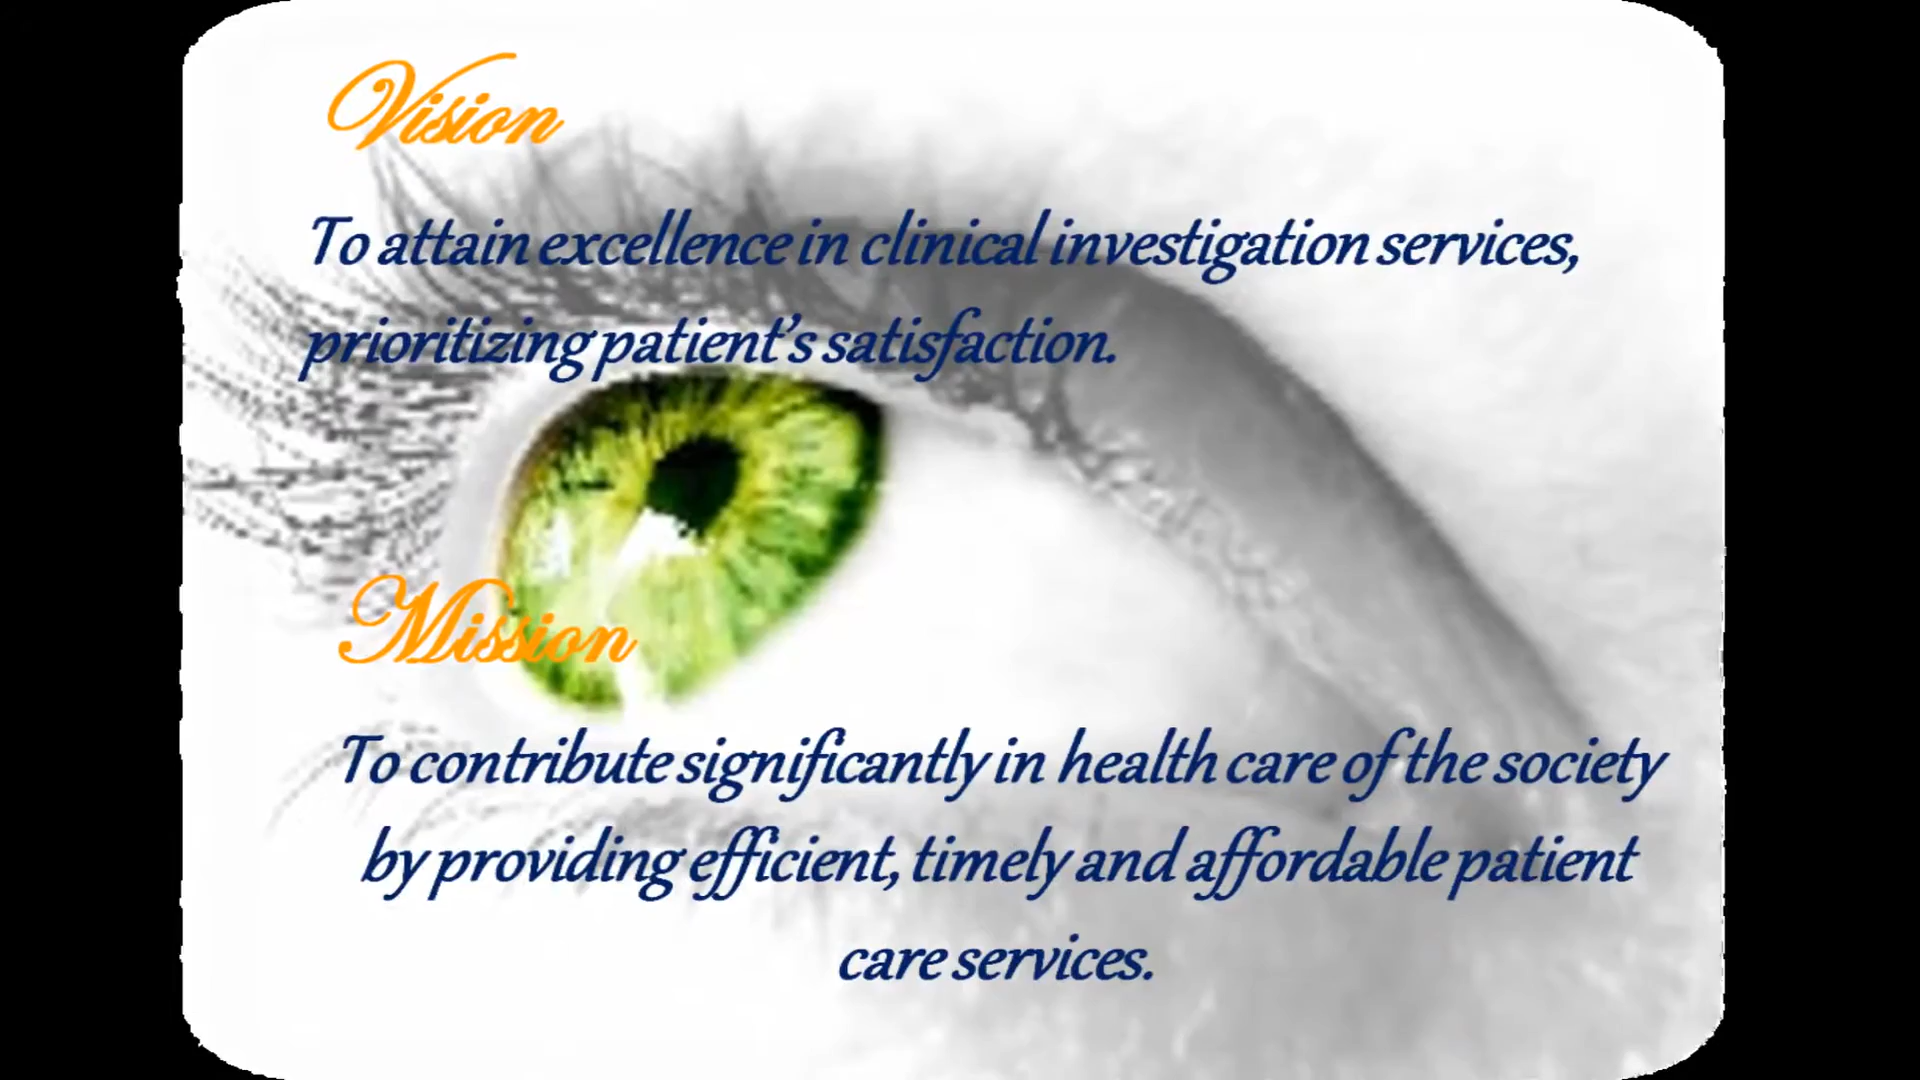 Vision
To attain excellence in clinical investigation services,
prioritizing patient’s satisfaction.
Mission
To contribute significantly in health care of the society
by providing efficient, timely and affordable patient
care services.